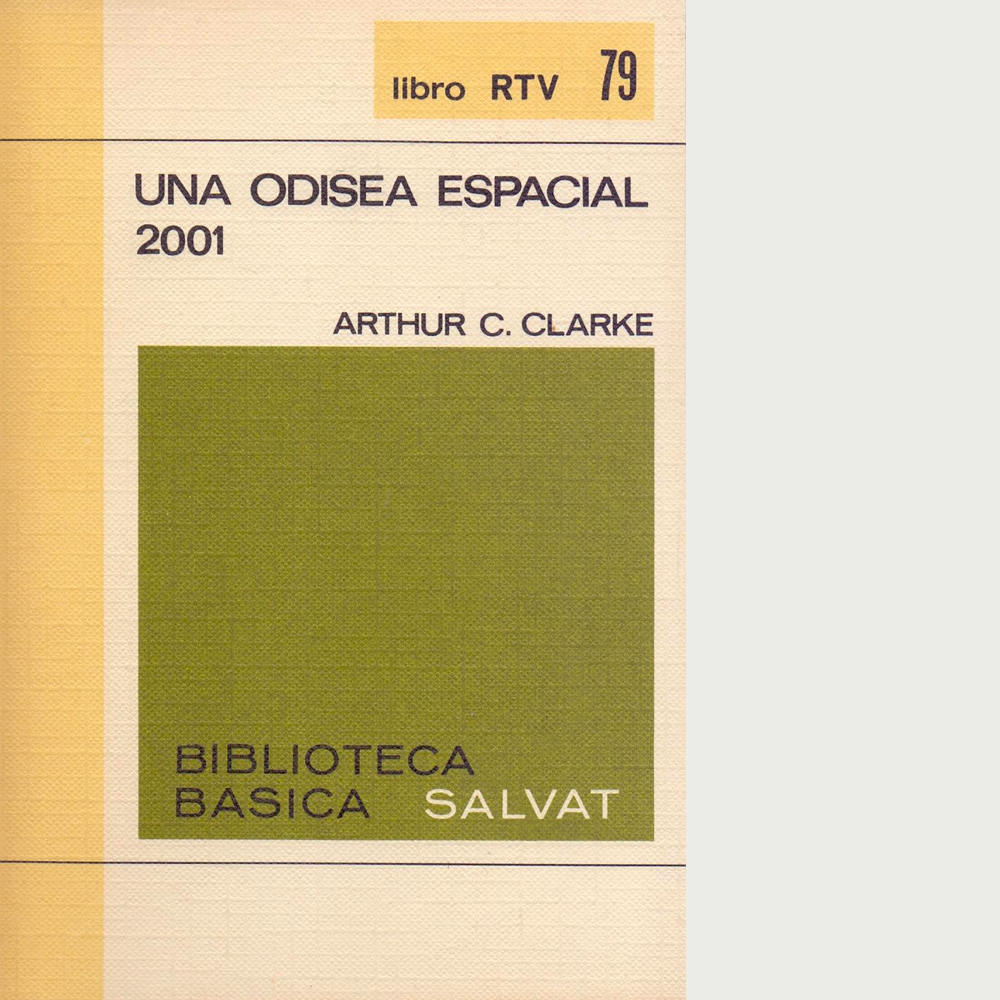 libro RTV 79
UNA ODISEA ESPACIAL
2001
ARTHUR C. CLARKE
BIBLIOTECA
BASICA SALVAT